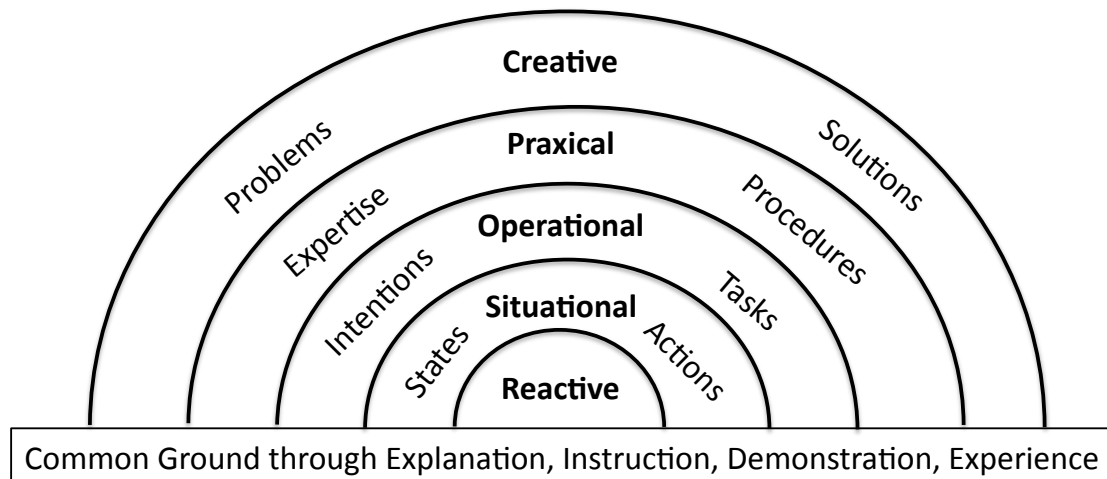 Creative
Problems
Solutions
Praxical
Expertise
Procedures
Operational
Intentions
Tasks
Situational
States
Actions
Reactive
Common Ground through Explanation, Instruction, Demonstration, Experience